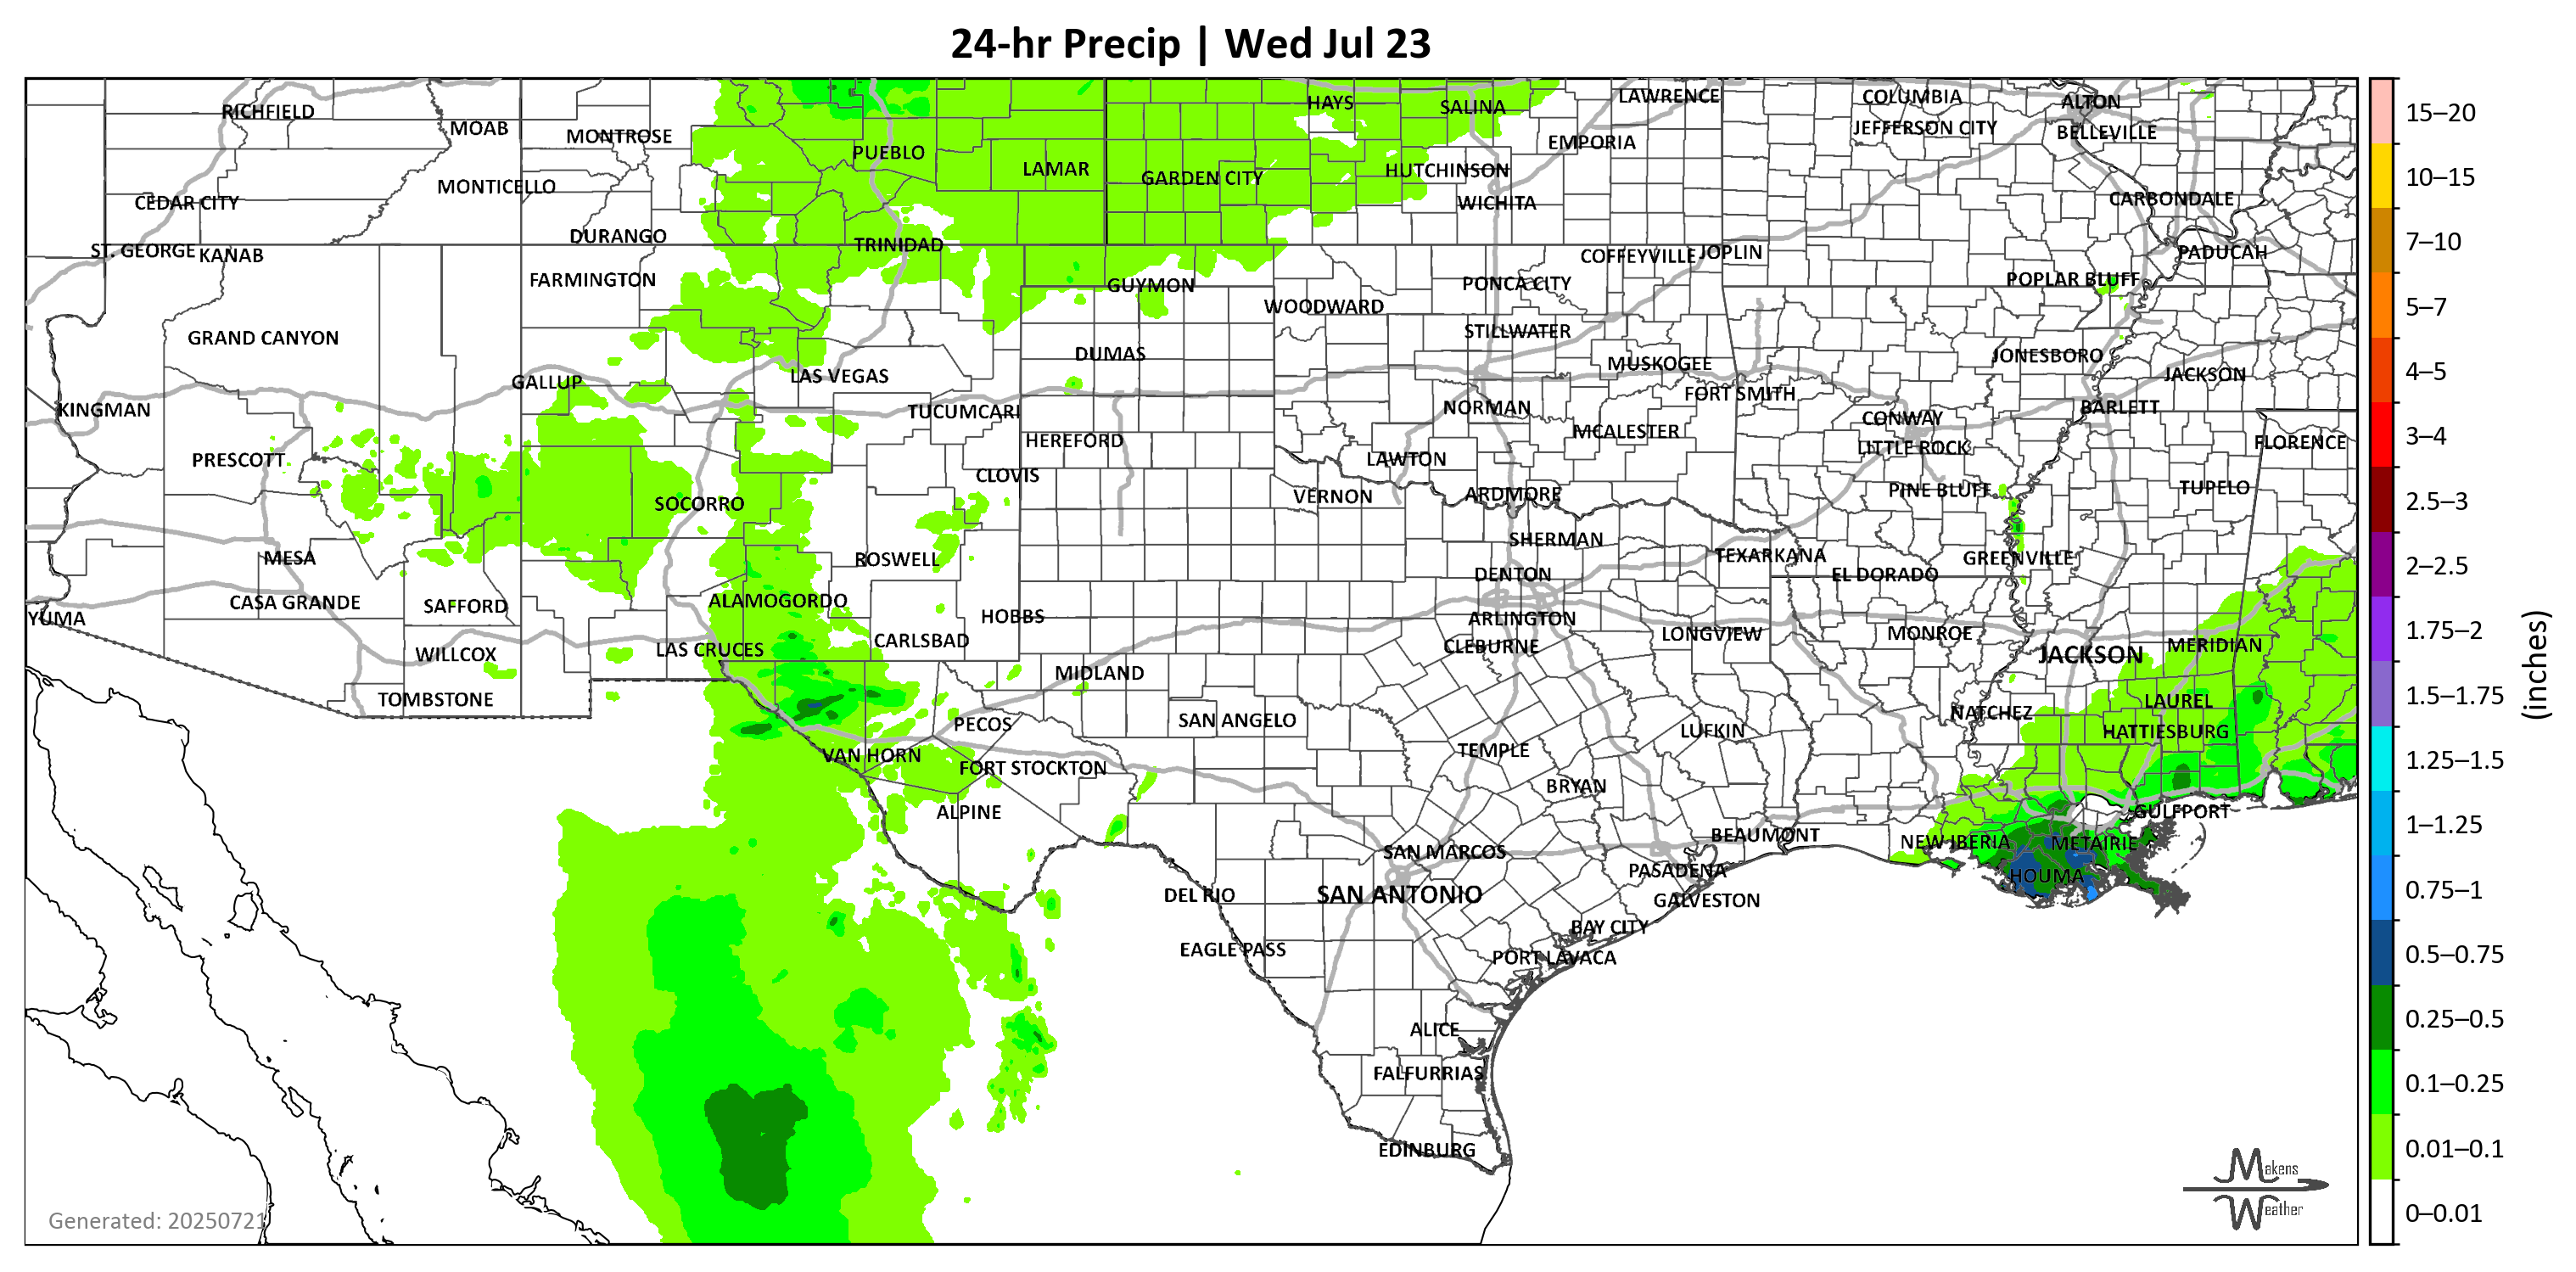 24-hr Precip | Wed Jul 23
RICHFIELD
MOAB
MONTROSE
PUEBLO
LAMAR
GARDEN CITY
HAYS
SALINA
LAWRENCE
COLUMBIA
ALTON
JEFFERSON CITY
BELLEVILLE
EMPORIA
HUTCHINSON
MONTICELLO
CEDAR CITY
WICHITA
CARBONDALE
DURANGO
TRINIDAD
ST. GEORGE
KANAB
COFFEYVILLE
JOPLIN
PADUCAH
FARMINGTON
GUYMON
PONCA CITY
POPLAR BLUFF
WOODWARD
GRAND CANYON
STILLWATER
DUMAS
JONESBORO
MUSKOGEE
LAS VEGAS
GALLUP
JACKSON
FORT SMITH
KINGMAN
TUCUMCARI
NORMAN
CONWAY
BARLETT
HEREFORD
MCALESTER
LITTLE ROCK
FLORENCE
PRESCOTT
LAWTON
CLOVIS
SOCORRO
VERNON
ARDMORE
PINE BLUFF
TUPELO
MESA
ROSWELL
SHERMAN
TEXARKANA
GREENVILLE
DENTON
EL DORADO
CASA GRANDE
SAFFORD
ALAMOGORDO
HOBBS
YUMA
ARLINGTON
LONGVIEW
MONROE
WILLCOX
LAS CRUCES
CARLSBAD
CLEBURNE
JACKSON
MERIDIAN
MIDLAND
TOMBSTONE
LAUREL
PECOS
SAN ANGELO
NATCHEZ
LUFKIN
HATTIESBURG
VAN HORN
FORT STOCKTON
TEMPLE
BRYAN
ALPINE
GULFPORT
BEAUMONT
NEW IBERIA
METAIRIE
SAN MARCOS
PASADENA
HOUMA
DEL RIO
SAN ANTONIO
GALVESTON
BAY CITY
EAGLE PASS
PORT LAVACA
ALICE
FALFURRIAS
EDINBURG
Generated: 20250721
Makens
Weather
15–20
10–15
7–10
5–7
4–5
3–4
2.5–3
2–2.5
1.75–2
1.5–1.75
1.25–1.5
1–1.25
0.75–1
0.5–0.75
0.25–0.5
0.1–0.25
0.01–0.1
0–0.01
(inches)